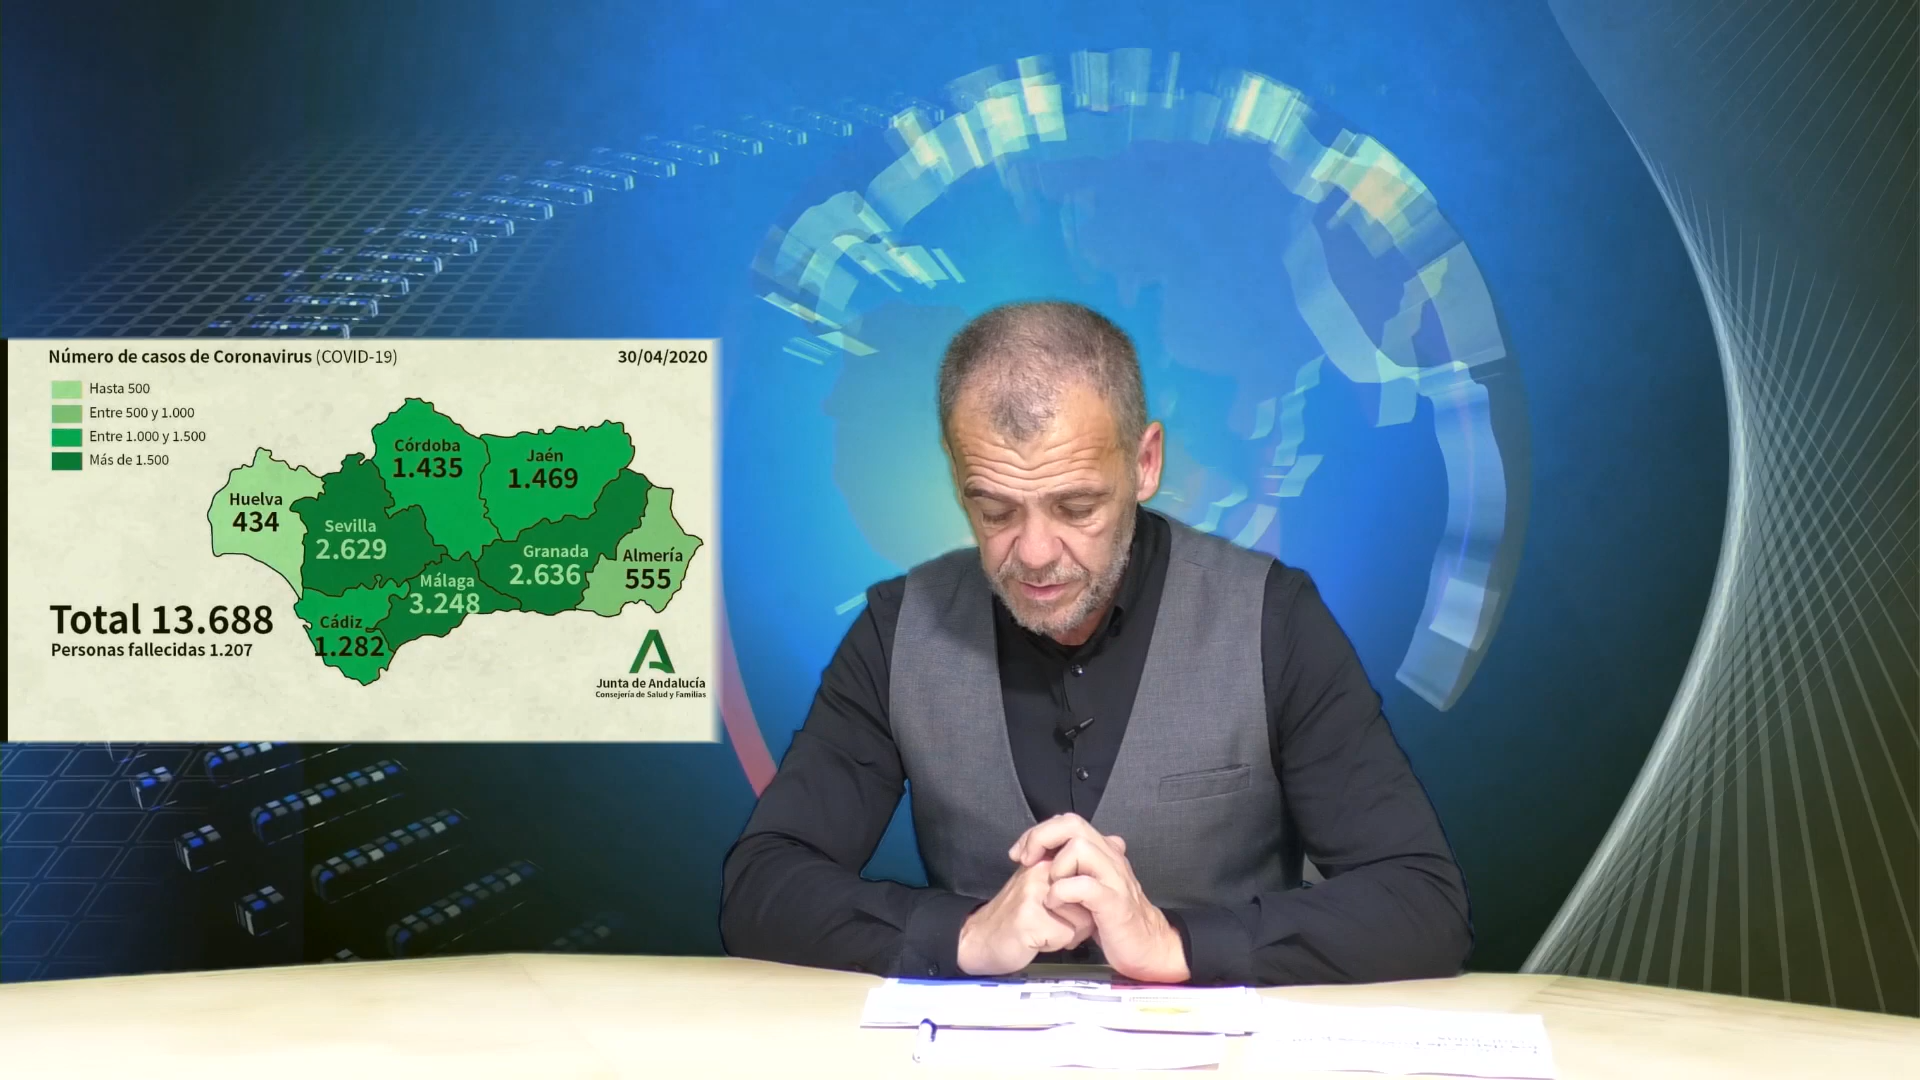 Número de casos de Coronavirus (COVID-19)
30/04/2020
Hasta 500
Entre 500 y 1.000
Entre 1.000 y 1.500
Más de 1.500
Córdoba
1.435
Jaén
1.469
Huelva
434
Sevilla
2.629
Granada
2.636
Almería
555
Málaga
3.248
Cádiz
1.282
Total 13.688
Personas fallecidas 1.207
Junta de Andalucía
Consejería de Salud y Familias